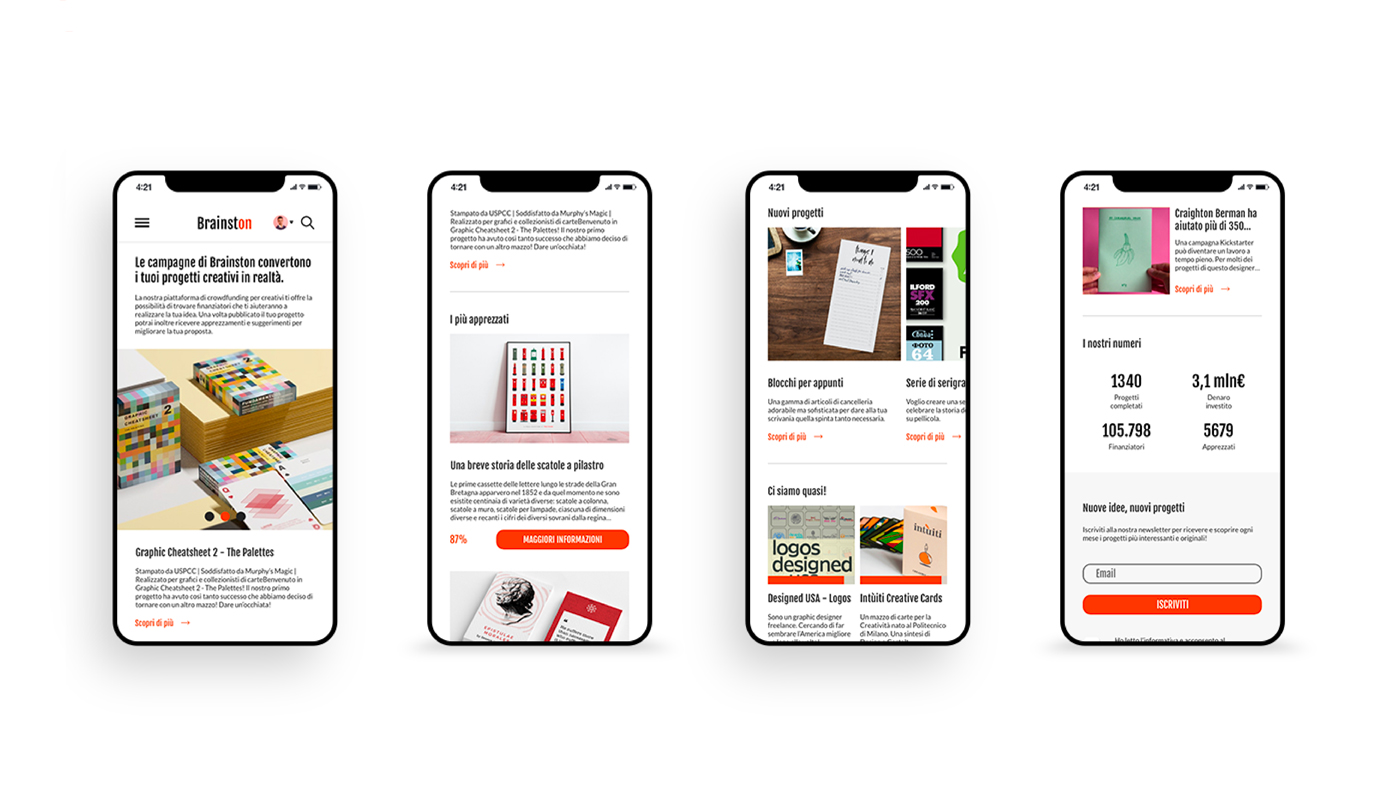 4:21
Brainston
Le campagne di Brainston convertono
i tuoi progetti creativi in realtà.
La nostra piattaforma di crowdfunding per creativi ti offre la
possibilità di trovare finanziatori che ti aiuteranno a
realizzare la tua idea. Una volta pubblicato il tuo progetto
potrai inoltre ricevere apprezzamenti e suggerimenti per
migliorare la tua proposta.
2
GRAPHIC
CHEATSHEET 2
Graphic Cheatsheet 2 - The Palettes
Stampato da USPCC | Soddisfatto da Murphy's Magic |
Realizzato per grafici e collezionisti di carteBenvenuto in
Graphic Cheatsheet 2 - The Palettes! Il nostro primo
progetto ha avuto così tanto successo che abbiamo deciso di
tornare con un altro mazzo! Dare un'occhiata!
Scopri di più
4:21
Stampato da USPCC | Soddisfatto da Murphy's Magic |
Realizzato per grafici e collezionisti di carteBenvenuto in
Graphic Cheatsheet 2 - The Palettes! Il nostro primo
progetto ha avuto così tanto successo che abbiamo deciso di
tornare con un altro mazzo! Dare un'occhiata!
Scopri di più
I più apprezzati
Una breve storia delle scatole a pilastro
Le prime cassette delle lettere lungo le strade della Gran
Bretagna apparvero nel 1852 e da quel momento ne sono
esistite centinaia di varietà diverse: scatole a colonna,
scatole a muro, scatole per lampade, ciascuna di dimensioni
diverse e recanti i cifri dei diversi sovrani dalla regina...
87%
MAGGIORI INFORMAZIONI
EPISTULAE
4:21
Nuovi progetti
ILFORD
SFX
200
ФОТО
64
Blocchi per appunti
Una gamma di articoli di cancelleria
adorabile ma sofisticata per dare alla tua
scrivania quella spinta tanto necessaria.
Scopri di più
Serie di serigra
Voglio creare una se
celebrare la storia d
su pellicola.
Scopri di più
Ci siamo quasi!
logos
designed
intùiti
Designed USA - Logos
Sono un graphic designer
freelance. Cercando di far
sembrare l'America migliore
Intùiti Creative Cards
Un mazzo di carte per la
Creatività nato al Politecnico
di Milano. Una sintesi di
4:21
Craighton Berman ha
aiutato più di 350...
Una campagna Kickstarter
può diventare un lavoro a
tempo pieno. Per molti dei
progetti di questo designer...
Scopri di più
I nostri numeri
1340
Progetti
completati
3,1 mln€
Denaro
investito
105.798
Finanziatori
5679
Apprezzati
Nuove idee, nuovi progetti
Iscriviti alla nostra newsletter per ricevere e scoprire ogni
mese i progetti più interessanti e originali!
Email
ISCRIVITI
Ho letto l'informativa e acconsento al